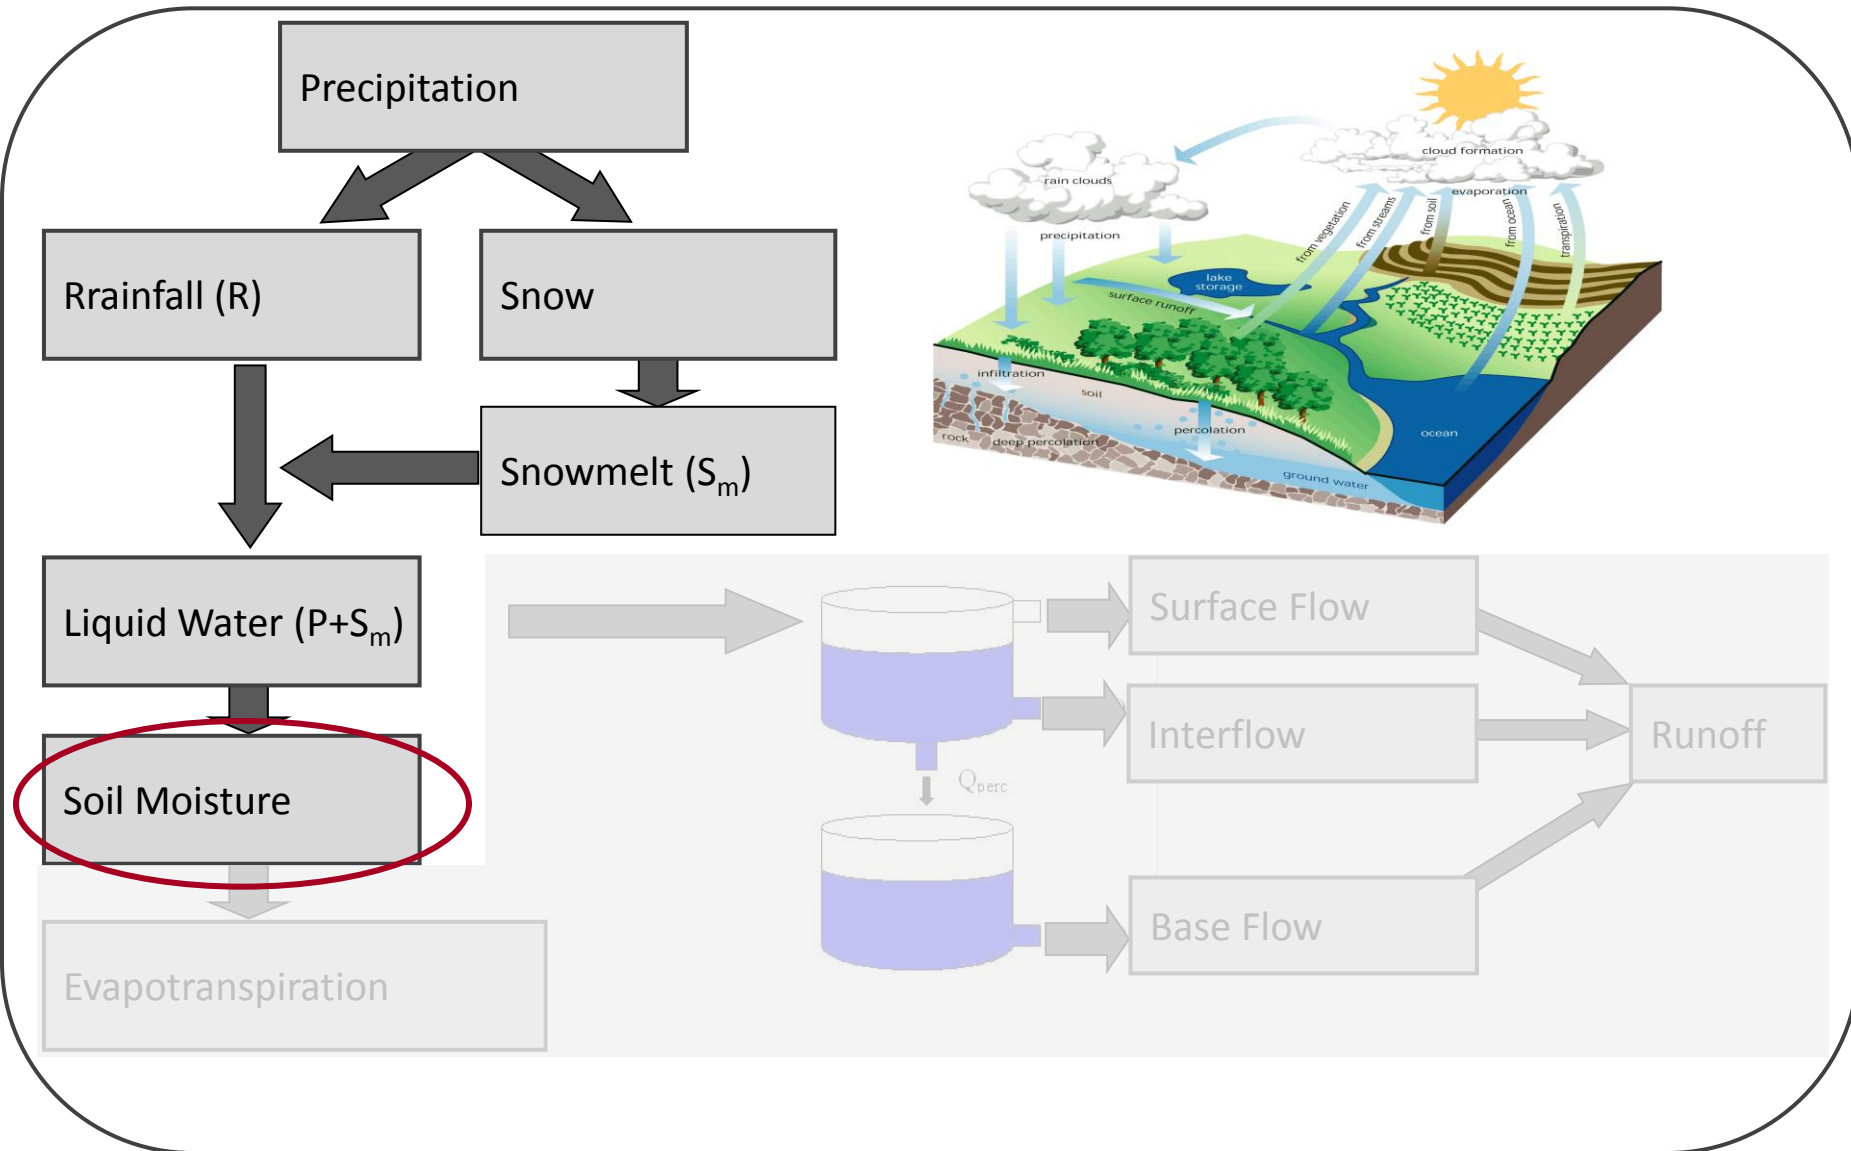 Precipitation
Rrainfall (R)
Snow
Snowmelt (Sₘ)
Liquid Water (P+Sₘ)
Soil Moisture
Evapotranspiration
Q_perc
Surface Flow
Interflow
Base Flow
Runoff
cloud formation
rain clouds
evaporation
precipitation
from vegetation
from streams
from soil
from ocean
transpiration
lake
storage
surface runoff
infiltration
soil
percolation
ocean
rock
deep percolation
ground water